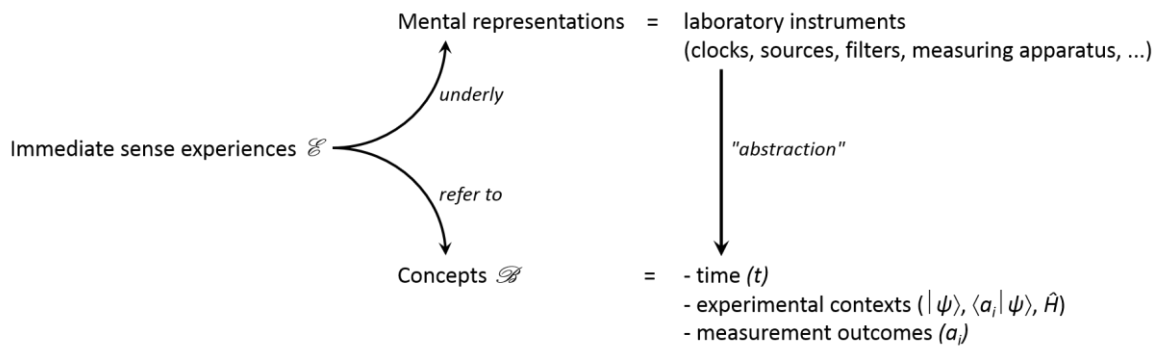 Mental representations = laboratory instruments
(clocks, sources, filters, measuring apparatus, ...)
underly
Immediate sense experiences ℰ
"abstraction"
refer to
Concepts ℬ = - time (t)
- experimental contexts (|ψ⟩, ⟨aᵢ|ψ⟩, Ĥ)
- measurement outcomes (aᵢ)